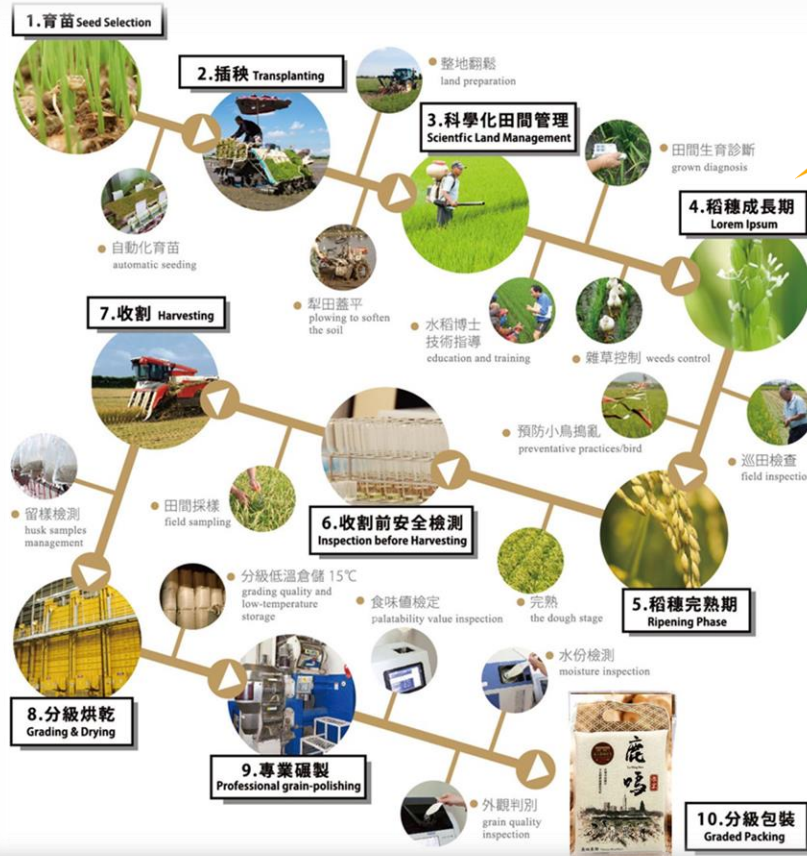 1.育苗 Seed Selection
2.插秧 Transplanting
整地翻鬆
land preparation
3.科學化田間管理
Scientfic Land Management
田間生育診斷
grown diagnosis
4.稻穗成長期
Lorem Ipsum
自動化育苗
automatic seeding
犁田蓋平
plowing to soften
the soil
水稻博士
技術指導
education and training
雜草控制 weeds control
7.收割 Harvesting
預防小鳥搗亂
preventative practices/bird
巡田檢查
field inspectio
留樣檢測
husk samples
management
田間採樣
field sampling
6.收割前安全檢測
Inspection before Harvesting
完熟
the dough stage
5.稻穗完熟期
Ripening Phase
分級低溫倉儲 15℃
grading quality and
low-temperature
storage
食味值檢定
palatability value inspection
水份檢測
moisture inspection
8.分級烘乾
Grading & Drying
9.專業碾製
Professional grain-polishing
外觀判別
grain quality
inspection
鹿鳴
10.分級包裝
Graded Packing